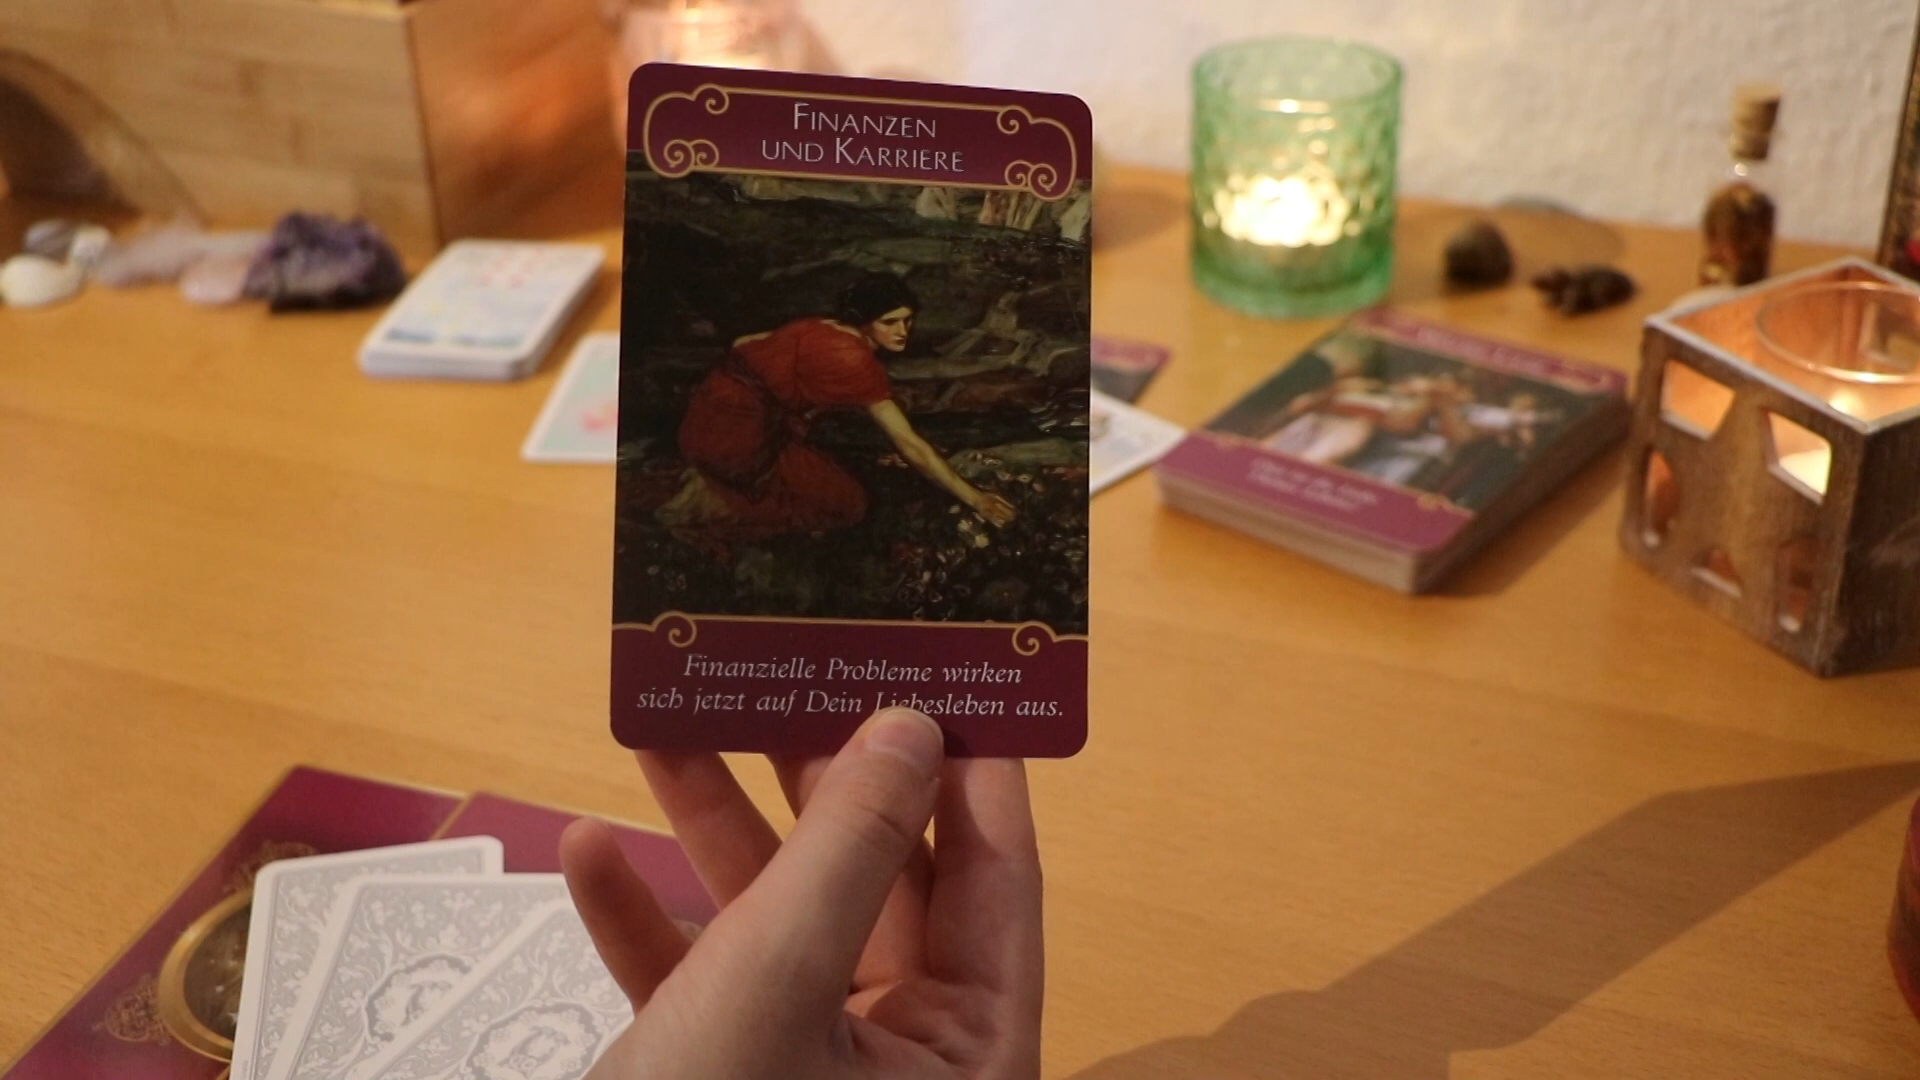 Finanzen
und Karriere
Finanzielle Probleme wirken
sich jetzt auf Dein Liebesleben aus.